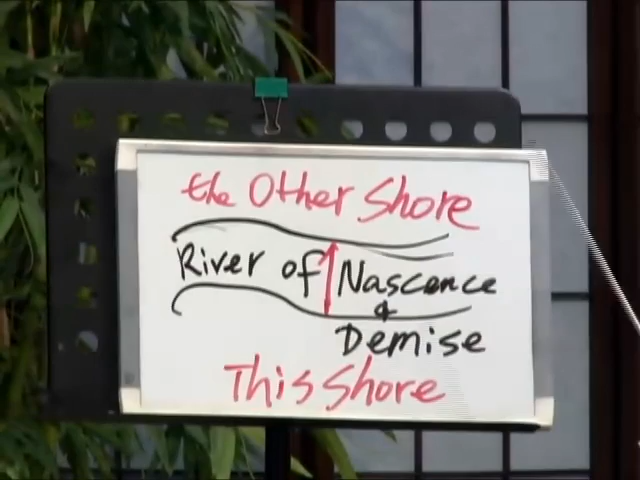 the Other Shore
River of Nascence
&
Demise
This Shore